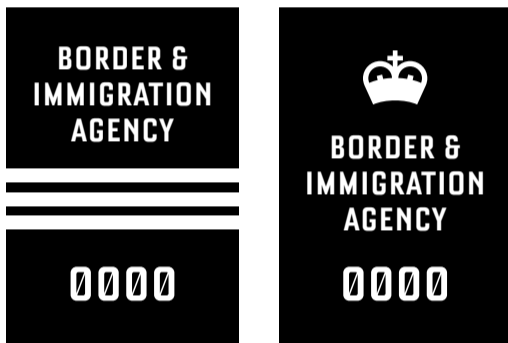 BORDER &
IMMIGRATION
AGENCY
0000
BORDER &
IMMIGRATION
AGENCY
0000